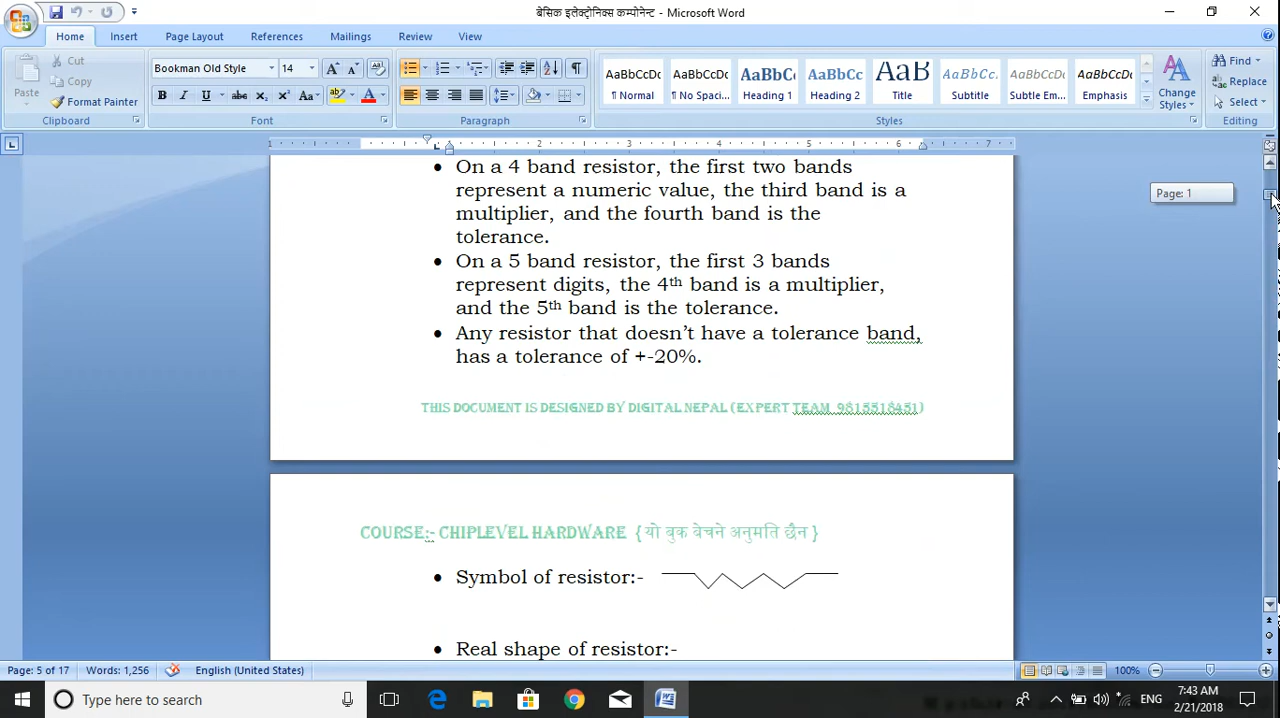 बेसिक इलेक्ट्रोनिक्स कम्पोनेन्ट - Microsoft Word
Home Insert Page Layout References Mailings Review View
Paste
Cut
Copy
Format Painter
Clipboard
Bookman Old Style 14
Font
Paragraph
AaBbCcDc AaBbCcDc AaBbCc AaBbCc AaB AaBbCc. AaBbCcDc AaBbCcDc
¶ Normal ¶ No Spaci... Heading 1 Heading 2 Title Subtitle Subtle Em... Emphasis
Change Styles
Styles
Find
Replace
Select
Editing
Page: 1
• On a 4 band resistor, the first two bands
represent a numeric value, the third band is a
multiplier, and the fourth band is the
tolerance.
• On a 5 band resistor, the first 3 bands
represent digits, the 4th band is a multiplier,
and the 5th band is the tolerance.
• Any resistor that doesn't have a tolerance band,
has a tolerance of +-20%.
THIS DOCUMENT IS DESIGNED BY DIGITAL NEPAL (EXPERT TEAM
COURSE:- CHIPLEVEL HARDWARE { यो बुक बेचने अनुमति छैन }
• Symbol of resistor:-
• Real shape of resistor:-
Page: 5 of 17 Words: 1,256 English (United States) 100%
Type here to search
ENG
7:43 AM
2/21/2018